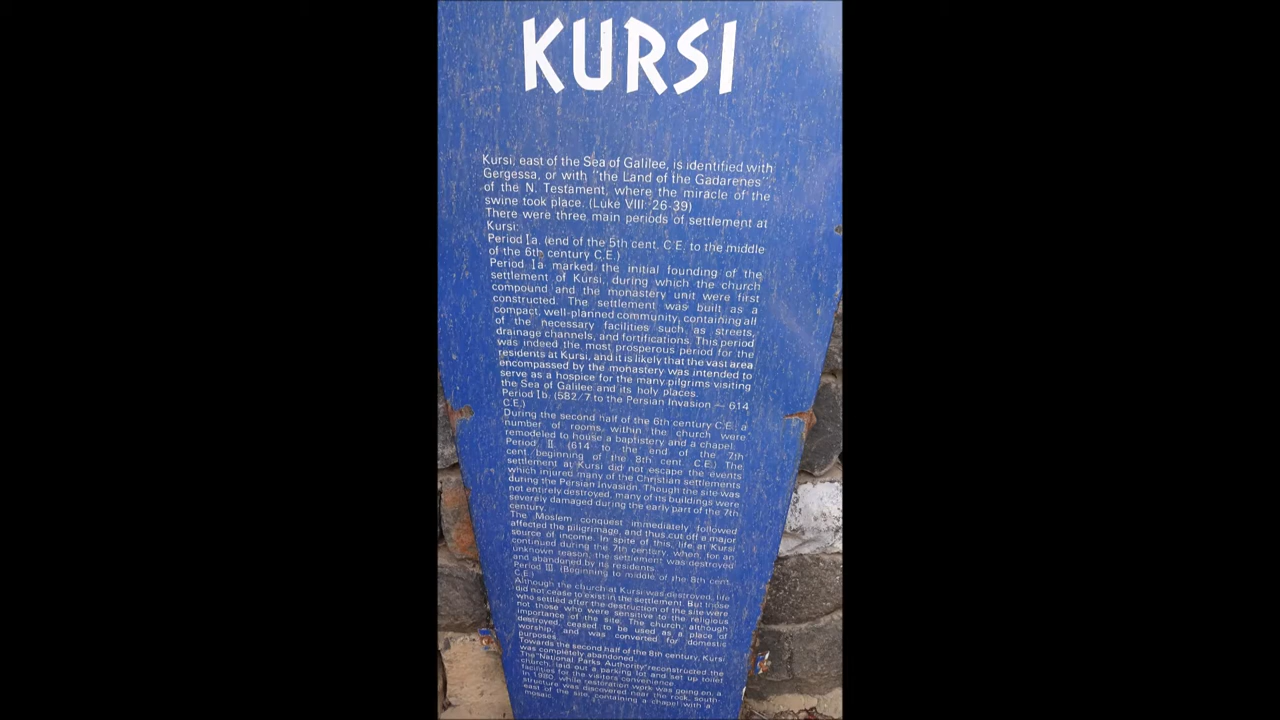 KURSI
Kursi, east of the Sea of Galilee, is identified with
Gergessa, or with "the Land of the Gadarenes",
of the N. Testament, where the miracle of the
swine took place. (Luke VIII: 26-39)
There were three main periods of settlement at
Kursi:
Period Ia. (end of the 5th cent. C.E. to the middle
of the 6th century C.E.)
Period Ia marked the initial founding of the
settlement of Kursi, during which the church
compound and the monastery unit were first
constructed. The settlement was built as a
compact, well-planned community, containing all
of the necessary facilities such as streets,
drainage channels, and fortifications. This period
was indeed the most prosperous period for the
residents at Kursi, and it is likely that the vast area
encompassed by the monastery was intended to
serve as a hospice for the many pilgrims visiting
the Sea of Galilee and its holy places.
Period Ib. (582/7 to the Persian Invasion — 614
C.E.)
During the second half of the 6th century C.E. a
number of rooms within the church were
remodeled to house a baptistery and a chapel.
Period II (614 to the end of the 7th
cent./beginning of the 8th cent. C.E.) The
settlement at Kursi did not escape the events
which injured many of the Christian settlements
during the Persian Invasion. Though the site was
not entirely destroyed, many of its buildings were
severely damaged during the early part of the 7th
century.
The Moslem conquest immediately followed
affected the piligrimage, and thus cut off a major
source of income. In spite of this, life at Kursi
continued during the 7th century, when, for an
unknown reason, the settlement was destroyed
and abandoned by its residents.
Period III (Beginning to middle of the 8th cent.
C.E.)
Although the church at Kursi was destroyed, life
did not cease to exist in the settlement. But those
who settled after the destruction of the site were
not those who were sensitive to the religious
importance of the site. The church, although
destroyed, ceased to be used as a place of
worship, and was converted for domestic
purposes.
Towards the second half of the 8th century, Kursi
was completely abandoned.
The "National Parks Authority" reconstructed the
church, laid out a parking lot and set up toilet
facilities for the visitors convenience.
In 1980, while restoration work was going on, a
structure was discovered near the rock, south-
east of the site, containing a chapel with a
mosaic.